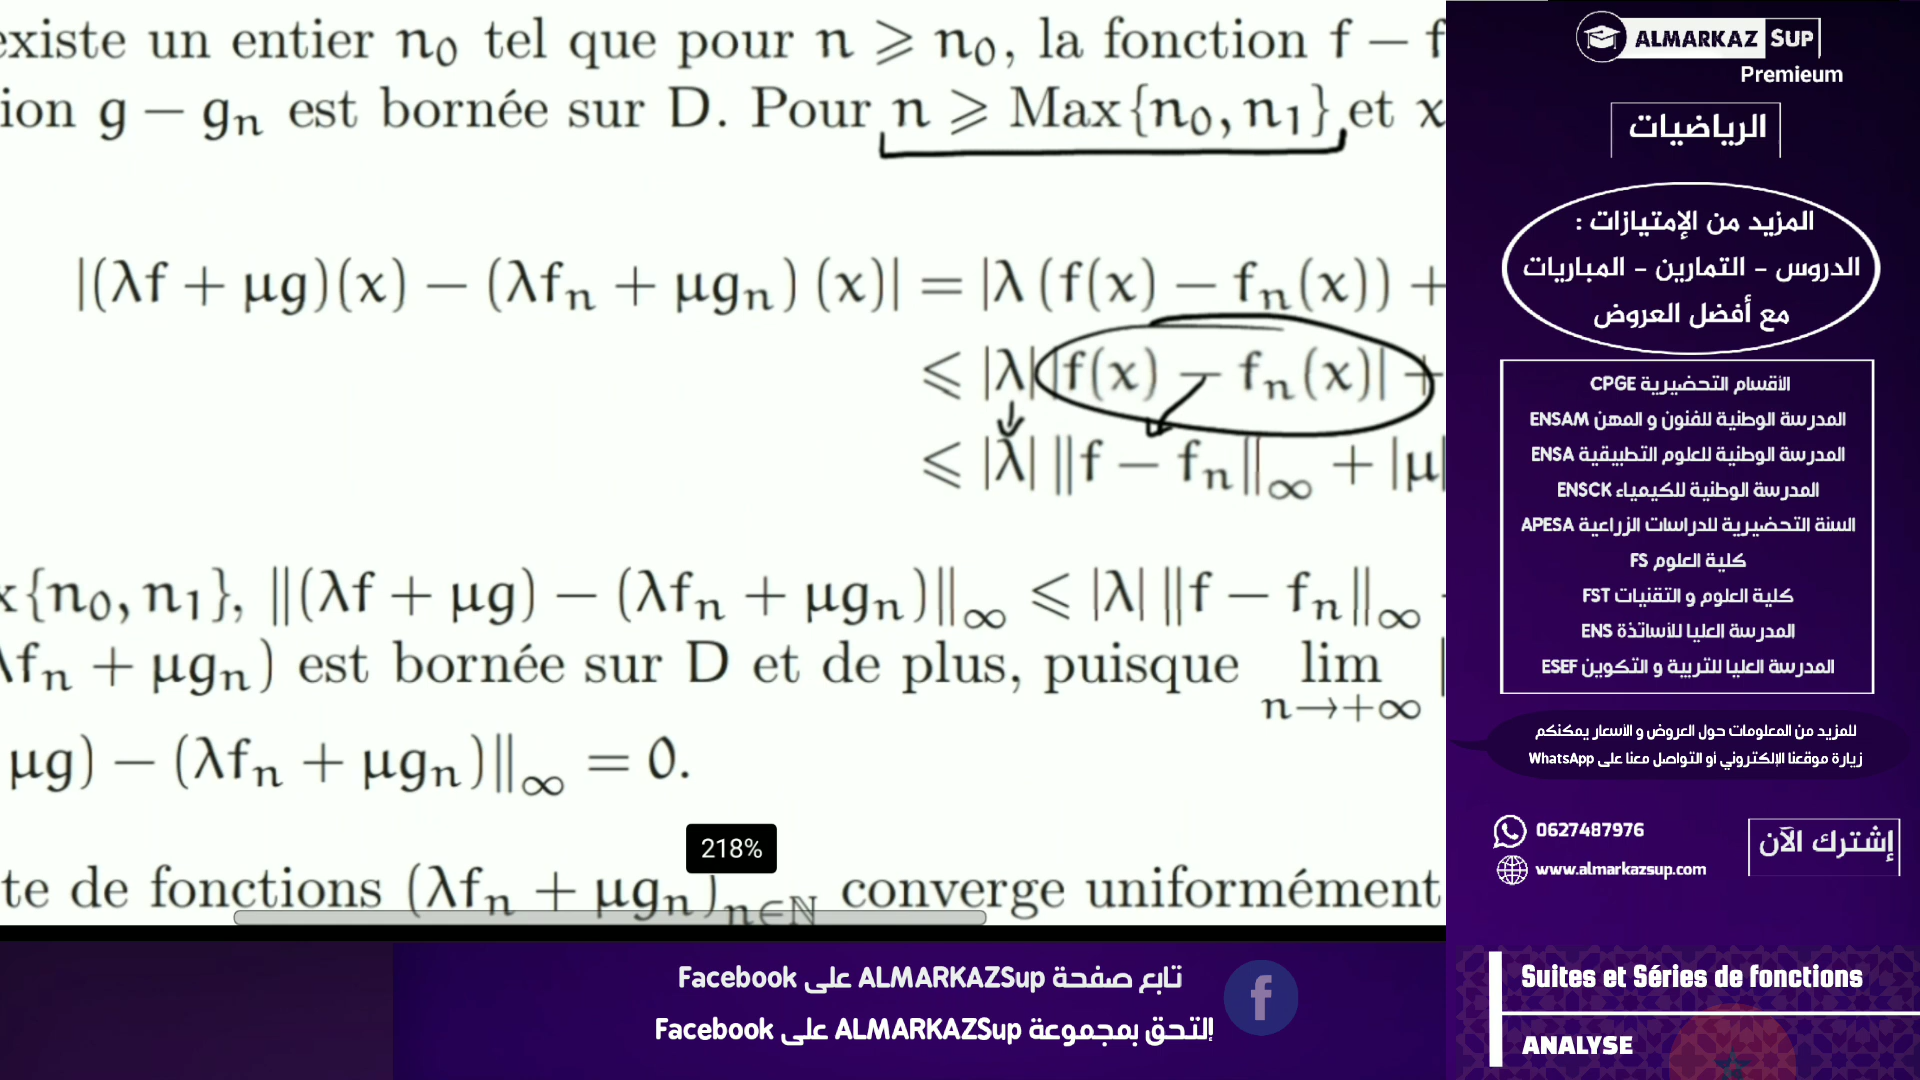 existe un entier n₀ tel que pour n ⩾ n₀, la fonction f − f
ion g − gₙ est bornée sur D. Pour n ⩾ Max{n₀, n₁} et x
|(λf + μg)(x) − (λfₙ + μgₙ)(x)| = |λ(f(x) − fₙ(x)) +
⩽ |λ||f(x) − fₙ(x)| +
⩽ |λ| ‖f − fₙ‖∞ + |μ|
x{n₀, n₁}, ‖(λf + μg) − (λfₙ + μgₙ)‖∞ ⩽ |λ| ‖f − fₙ‖∞
λfₙ + μgₙ) est bornée sur D et de plus, puisque lim |
n→+∞
μg) − (λfₙ + μgₙ)‖∞ = 0.
218%
te de fonctions (λfₙ + μgₙ)n∈ℕ converge uniformément
ALMARKAZ SUP
Premieum
الرياضيات
المزيد من الإمتيازات :
الدروس - التمارين - المباريات
مع أفضل العروض
الأقسام التحضيرية CPGE
المدرسة الوطنية للفنون و المهن ENSAM
المدرسة الوطنية للعلوم التطبيقية ENSA
المدرسة الوطنية للكيمياء ENSCK
السنة التحضيرية للدراسات الزراعية APESA
كلية العلوم FS
كلية العلوم و التقنيات FST
المدرسة العليا للأساتذة ENS
المدرسة العليا للتربية و التكوين ESEF
للمزيد من المعلومات حول العروض و الأسعار يمكنكم
زيارة موقعنا الإلكتروني أو التواصل معنا على WhatsApp
0627487976
www.almarkazsup.com
إشترك الآن
تابع صفحة ALMARKAZSup على Facebook
إلتحق بمجموعة ALMARKAZSup على Facebook
f
Suites et Séries de fonctions
ANALYSE